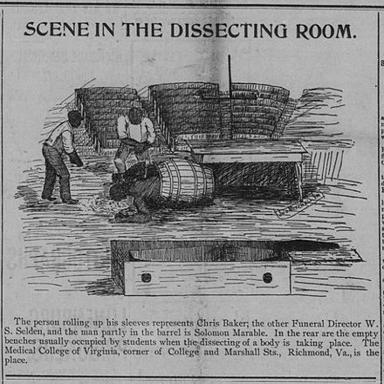 SCENE IN THE DISSECTING ROOM.
The person rolling up his sleeves represents Chris Baker; the other Funeral Director W.
S. Selden, and the man partly in the barrel is Solomon Marable. In the rear are the empty
benches usually occupied by students when the dissecting of a body is taking place. The
Medical College of Virginia, corner of College and Marshall Sts., Richmond, Va., is the
place.